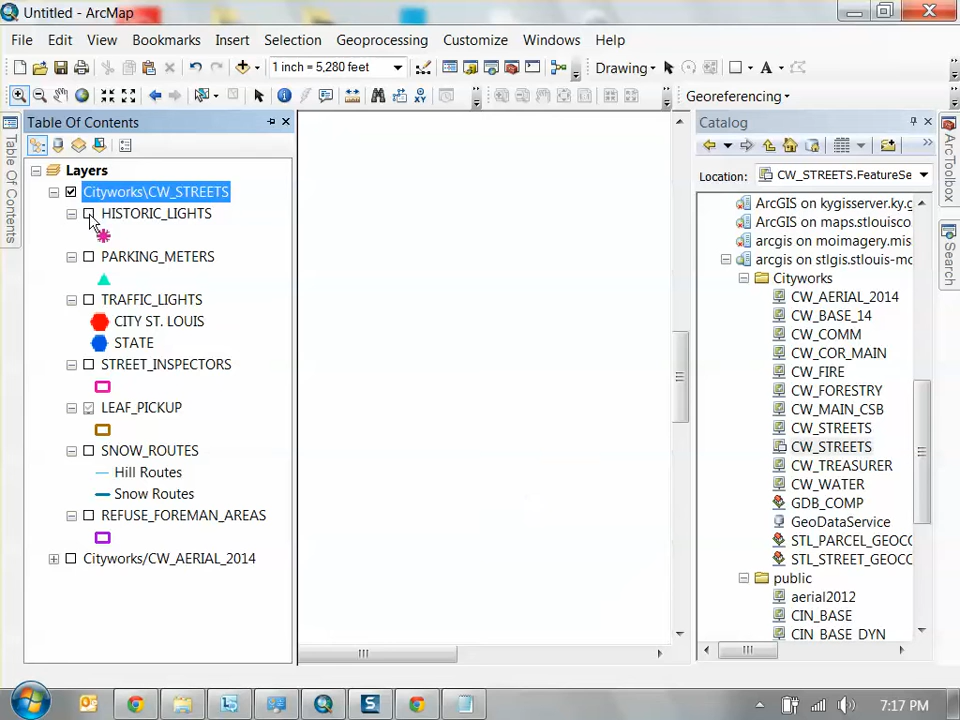 Untitled - ArcMap
File Edit View Bookmarks Insert Selection Geoprocessing Customize Windows Help
1 inch = 5,280 feet Drawing
Georeferencing
Table Of Contents
Layers
Cityworks\CW_STREETS
HISTORIC_LIGHTS
PARKING_METERS
TRAFFIC_LIGHTS
CITY ST. LOUIS
STATE
STREET_INSPECTORS
LEAF_PICKUP
SNOW_ROUTES
Hill Routes
Snow Routes
REFUSE_FOREMAN_AREAS
Cityworks/CW_AERIAL_2014
Table Of Contents
Catalog
Location: CW_STREETS.FeatureSe
ArcGIS on kygisserver.ky.g
ArcGIS on maps.stlouisco
arcgis on moimagery.mis
arcgis on stlgis.stlouis-mo
Cityworks
CW_AERIAL_2014
CW_BASE_14
CW_COMM
CW_COR_MAIN
CW_FIRE
CW_FORESTRY
CW_MAIN_CSB
CW_STREETS
CW_STREETS
CW_TREASURER
CW_WATER
GDB_COMP
GeoDataService
STL_PARCEL_GEOCC
STL_STREET_GEOCC
public
aerial2012
CIN_BASE
CIN_BASE_DYN
ArcToolbox
Search
7:17 PM